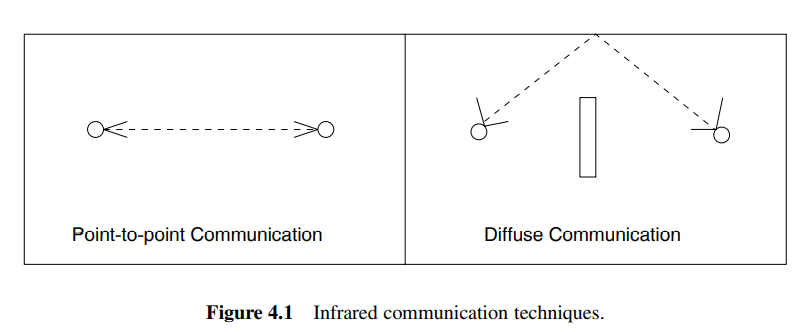 Point-to-point Communication
Diffuse Communication
Figure 4.1 Infrared communication techniques.